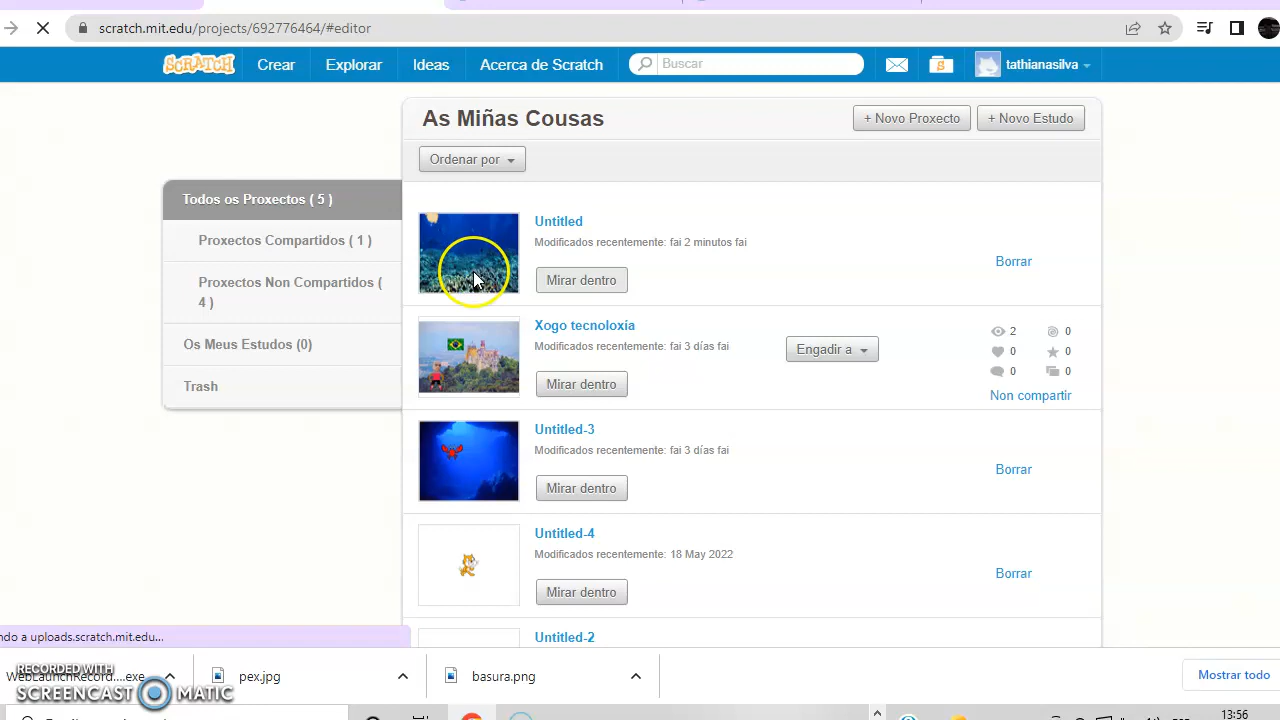 scratch.mit.edu/projects/692776464/#editor
SCRATCH
Crear
Explorar
Ideas
Acerca de Scratch
Buscar
S
tathianasilva
As Miñas Cousas
+ Novo Proxecto
+ Novo Estudo
Ordenar por
Todos os Proxectos ( 5 )
Proxectos Compartidos ( 1 )
Proxectos Non Compartidos (
4 )
Os Meus Estudos (0)
Trash
Untitled
Modificados recentemente: fai 2 minutos fai
Mirar dentro
Borrar
Xogo tecnoloxía
Modificados recentemente: fai 3 días fai
Mirar dentro
Engadir a
2
0
0
0
0
0
Non compartir
Untitled-3
Modificados recentemente: fai 3 días fai
Mirar dentro
Borrar
Untitled-4
Modificados recentemente: 18 May 2022
Mirar dentro
Borrar
Untitled-2
ndo a uploads.scratch.mit.edu...
WebLaunchRecord....exe
pex.jpg
basura.png
Mostrar todo
RECORDED WITH
SCREENCAST MATIC
13:56